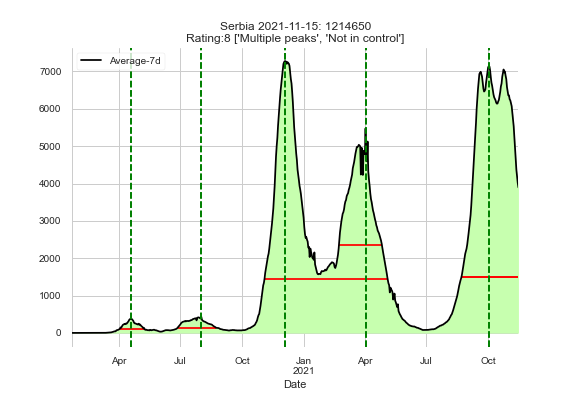 Serbia 2021-11-15: 1214650
Rating:8 ['Multiple peaks', 'Not in control']
Average-7d
7000
6000
5000
4000
3000
2000
1000
0
Apr Jul Oct Jan Apr Jul Oct
2021
Date